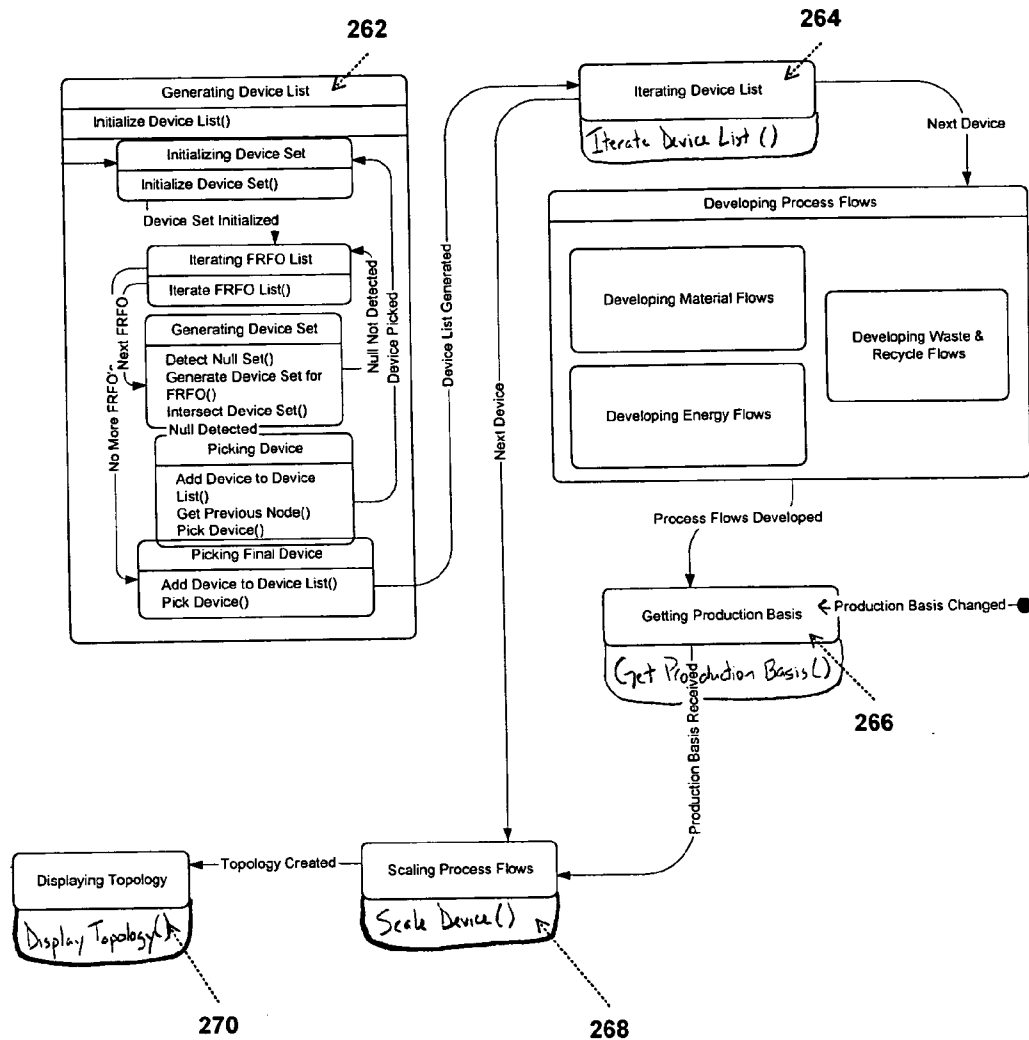 262
Generating Device List
Initialize Device List()
Initializing Device Set
Initialize Device Set()
Device Set Initialized
Iterating FRFO List
Iterate FRFO List()
Next FRFO
No More FRFO's
Null Not Detected
Device Picked
Generating Device Set
Detect Null Set()
Generate Device Set for
FRFO()
Intersect Device Set()
Null Detected
Picking Device
Add Device to Device
List()
Get Previous Node()
Pick Device()
Picking Final Device
Add Device to Device List()
Pick Device()
Device List Generated
264
Iterating Device List
Iterate Device List ()
Next Device
Next Device
Developing Process Flows
Developing Material Flows
Developing Energy Flows
Developing Waste &
Recycle Flows
Process Flows Developed
Getting Production Basis
Production Basis Changed
Get Production Basis()
266
Production Basis Received
Scaling Process Flows
Scale Device()
268
Topology Created
Displaying Topology
Display Topology()
270